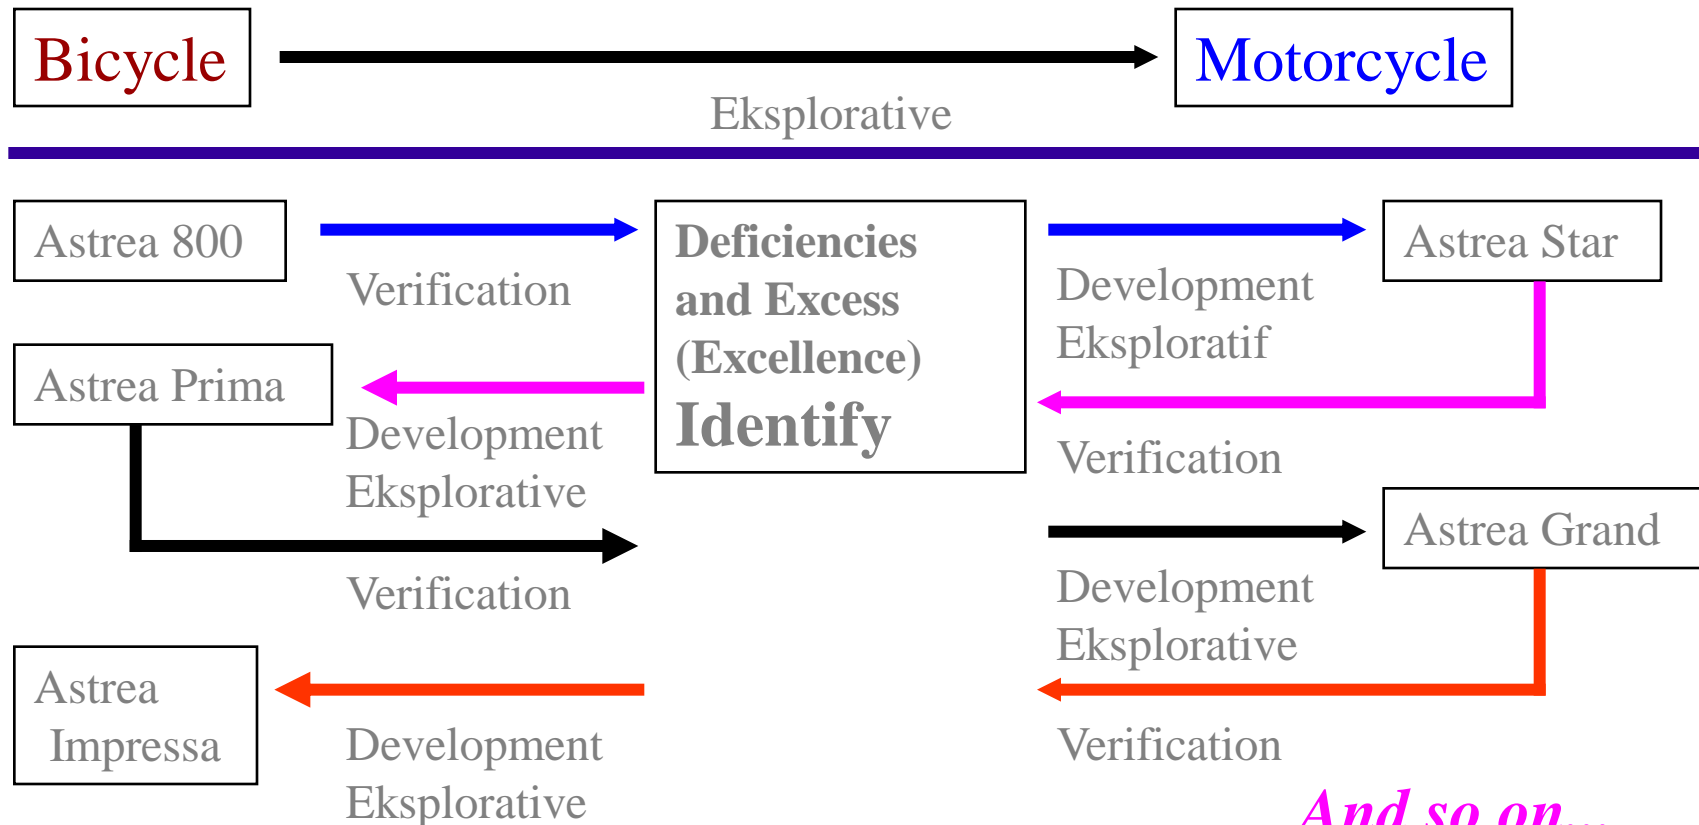 Bicycle
Motorcycle
Eksplorative
Astrea 800
Verification
Deficiencies
and Excess
(Excellence)
Identify
Development
Eksploratif
Astrea Star
Astrea Prima
Development
Eksplorative
Verification
Verification
Development
Eksplorative
Astrea Grand
Astrea
Impressa
Development
Eksplorative
Verification
And so on...